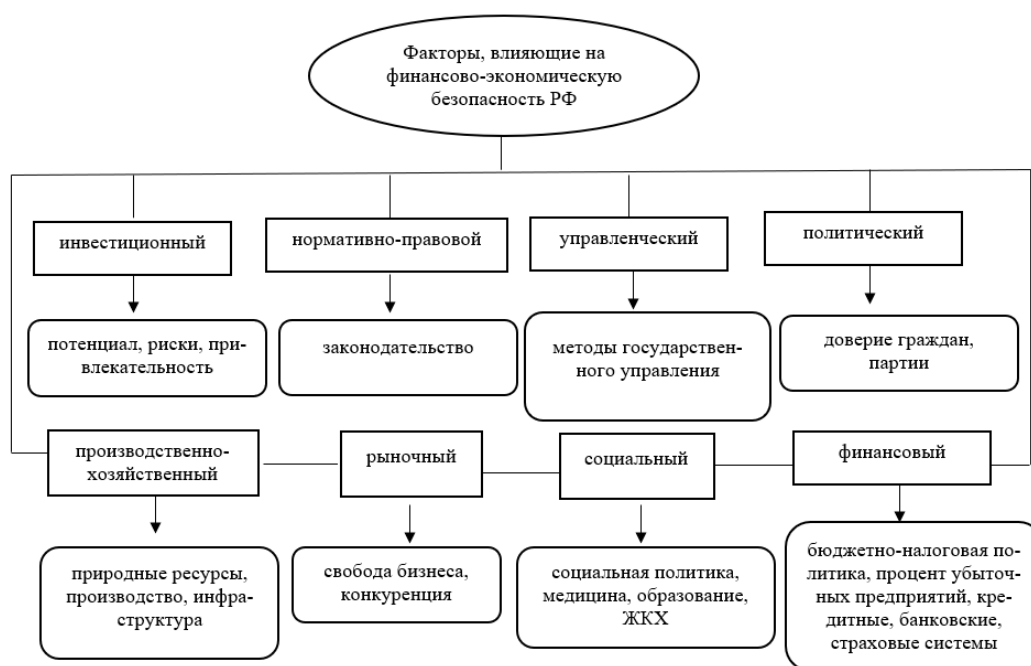 Факторы, влияющие на
финансово-экономическую
безопасность РФ
инвестиционный
нормативно-правовой
управленческий
политический
потенциал, риски, при-
влекательность
законодательство
методы государствен-
ного управления
доверие граждан,
партии
производственно-
хозяйственный
рыночный
социальный
финансовый
природные ресурсы,
производство, инфра-
структура
свобода бизнеса,
конкуренция
социальная политика,
медицина, образование,
ЖКХ
бюджетно-налоговая по-
литика, процент убыточ-
ных предприятий, кре-
дитные, банковские,
страховые системы